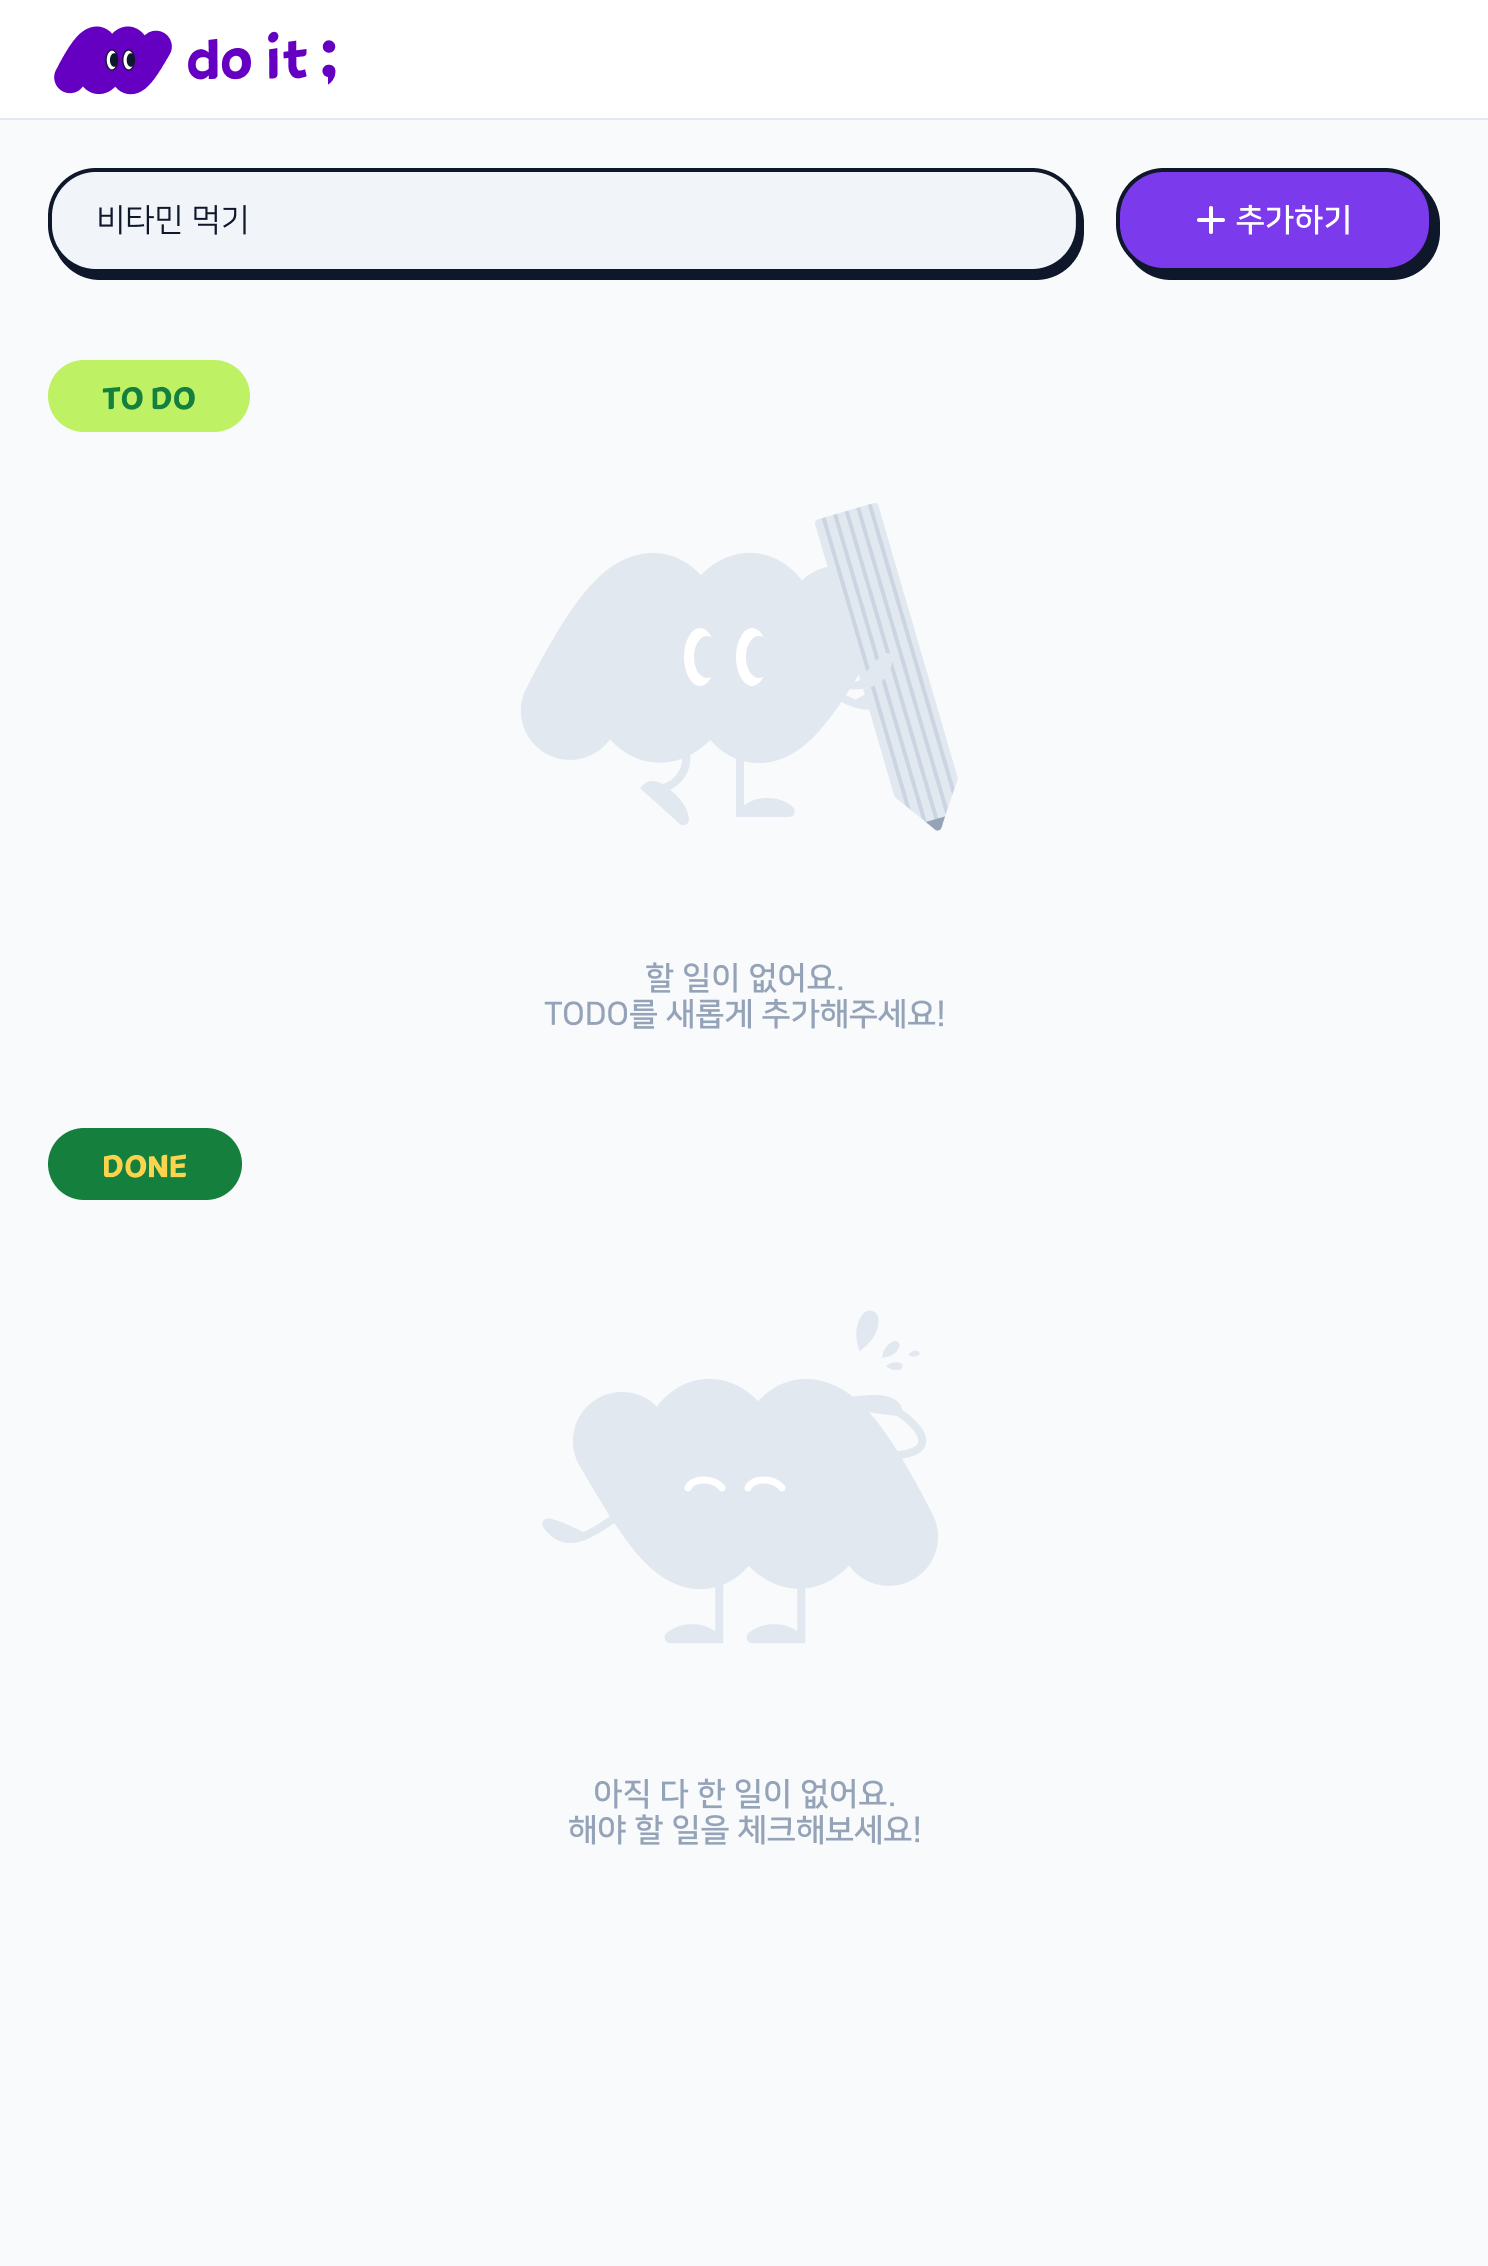 do it ;
비타민 먹기
+ 추가하기
TO DO
할 일이 없어요.
TODO를 새롭게 추가해주세요!
DONE
아직 다 한 일이 없어요.
해야 할 일을 체크해보세요!